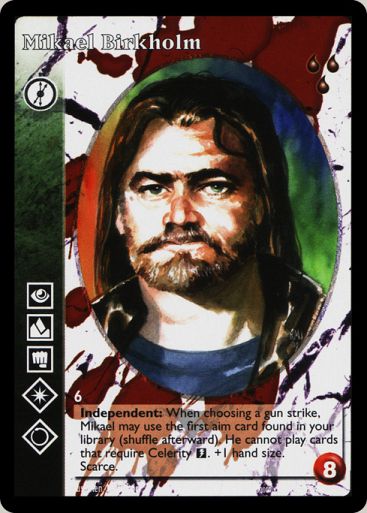 Mikael Birkholm
6
Independent: When choosing a gun strike,
Mikael may use the first aim card found in your
library (shuffle afterward). He cannot play cards
that require Celerity. +1 hand size.
Scarce.
8